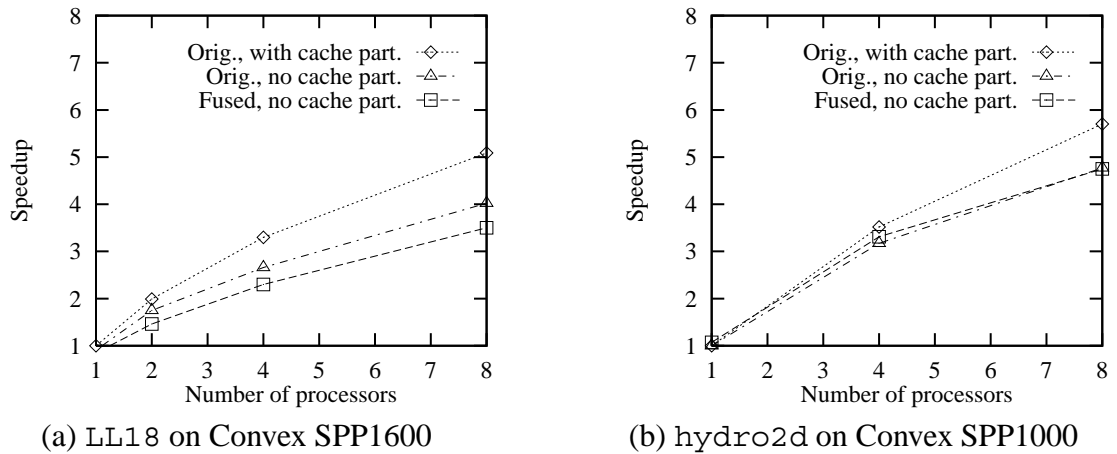 8
7
6
5
4
3
2
1
Speedup
Orig., with cache part.
Orig., no cache part.
Fused, no cache part.
1 2 3 4 5 6 7 8
Number of processors
(a) LL18 on Convex SPP1600
8
7
6
5
4
3
2
1
Speedup
Orig., with cache part.
Orig., no cache part.
Fused, no cache part.
1 2 3 4 5 6 7 8
Number of processors
(b) hydro2d on Convex SPP1000